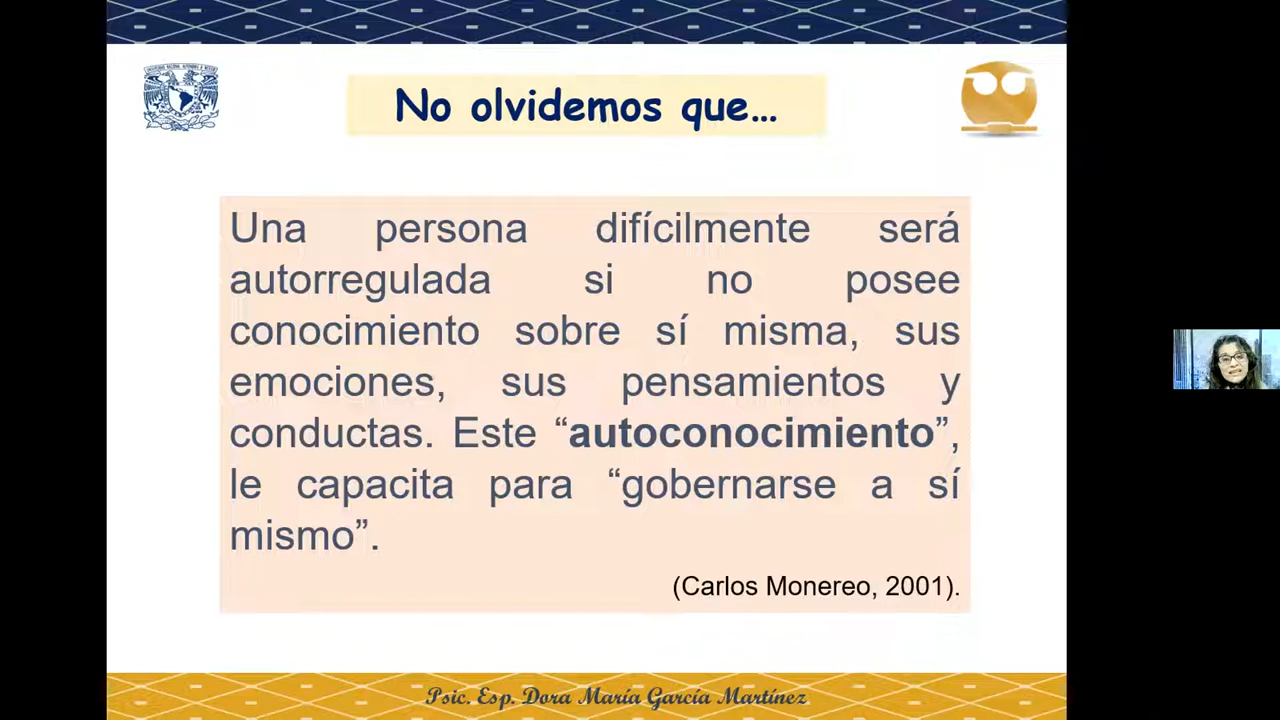 No olvidemos que...
Una persona difícilmente será
autorregulada si no posee
conocimiento sobre sí misma, sus
emociones, sus pensamientos y
conductas. Este “autoconocimiento”,
le capacita para “gobernarse a sí
mismo”.
(Carlos Monereo, 2001).
Psic. Esp. Dora María García Martínez